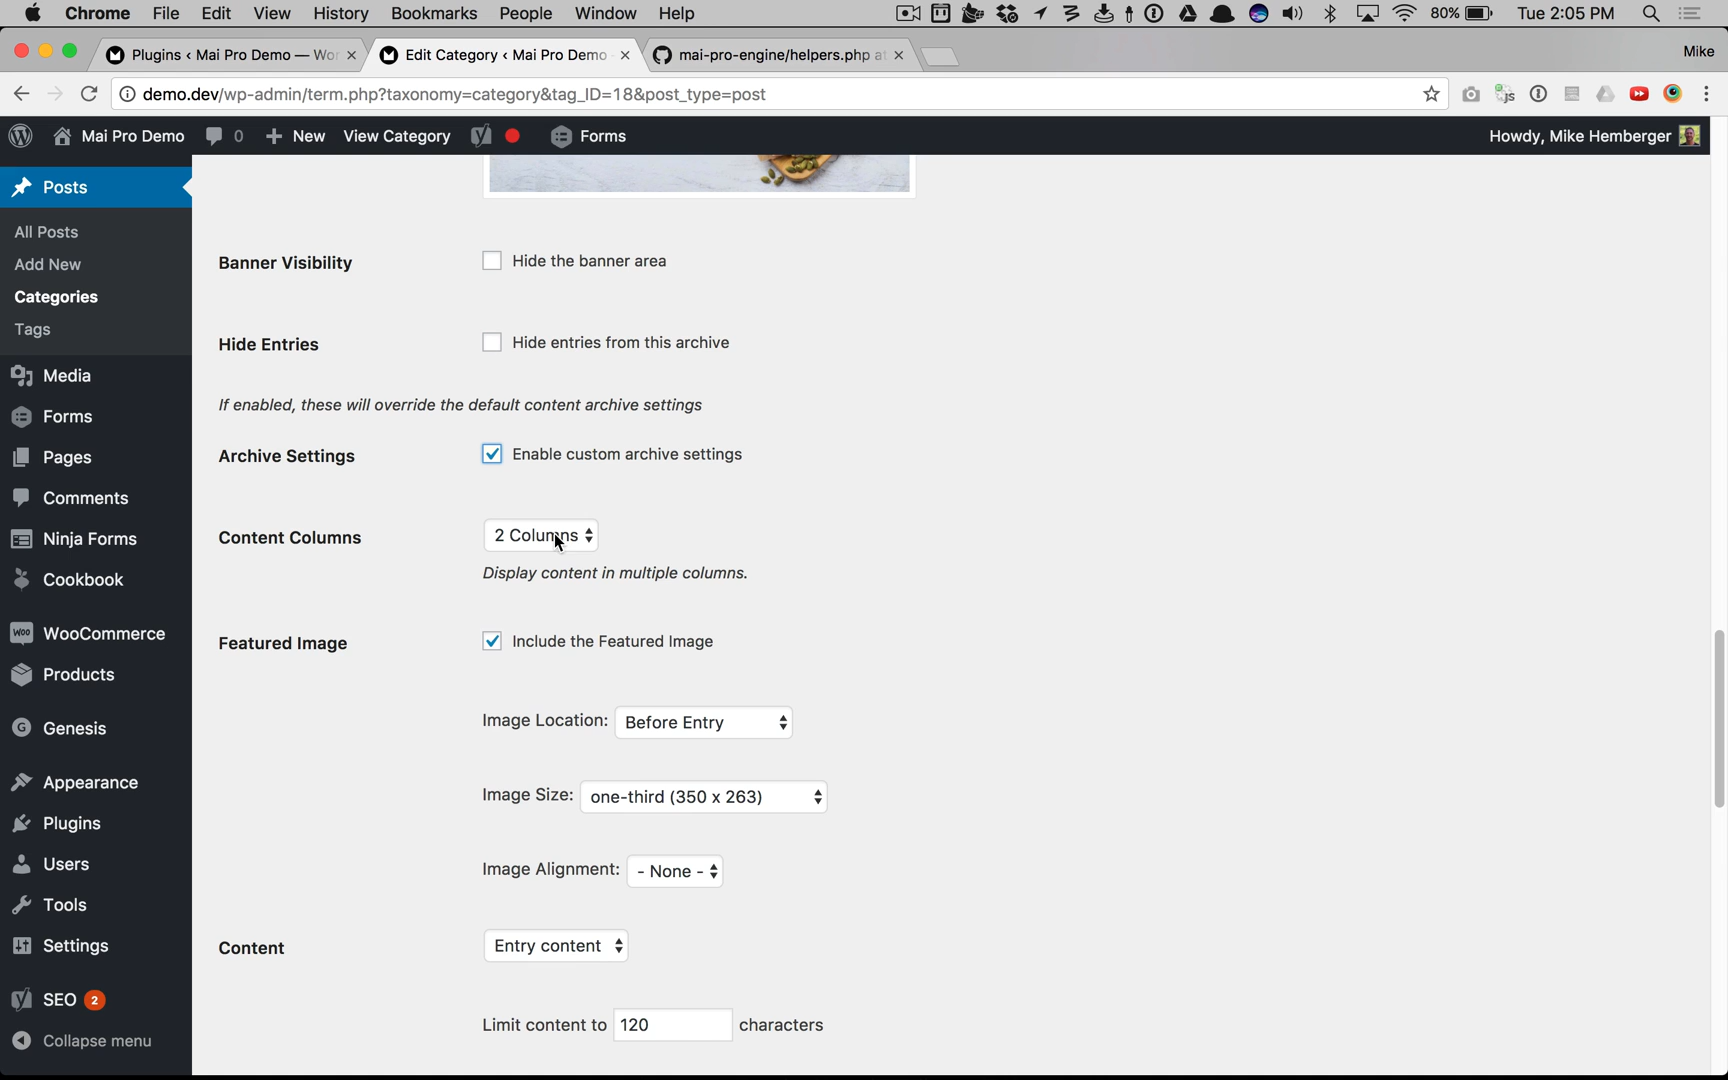 Chrome File Edit View History Bookmarks People Window Help 80% Tue 2:05 PM
Plugins ‹ Mai Pro Demo — Wo
Edit Category ‹ Mai Pro Demo
mai-pro-engine/helpers.php at
Mike
demo.dev/wp-admin/term.php?taxonomy=category&tag_ID=18&post_type=post
Mai Pro Demo 0 New View Category Forms Howdy, Mike Hemberger
Posts
All Posts
Add New
Categories
Tags
Media
Forms
Pages
Comments
Ninja Forms
Cookbook
WooCommerce
Products
Genesis
Appearance
Plugins
Users
Tools
Settings
SEO 2
Collapse menu
Banner Visibility Hide the banner area
Hide Entries Hide entries from this archive
If enabled, these will override the default content archive settings
Archive Settings Enable custom archive settings
Content Columns 2 Columns
Display content in multiple columns.
Featured Image Include the Featured Image
Image Location: Before Entry
Image Size: one-third (350 x 263)
Image Alignment: - None -
Content Entry content
Limit content to 120 characters